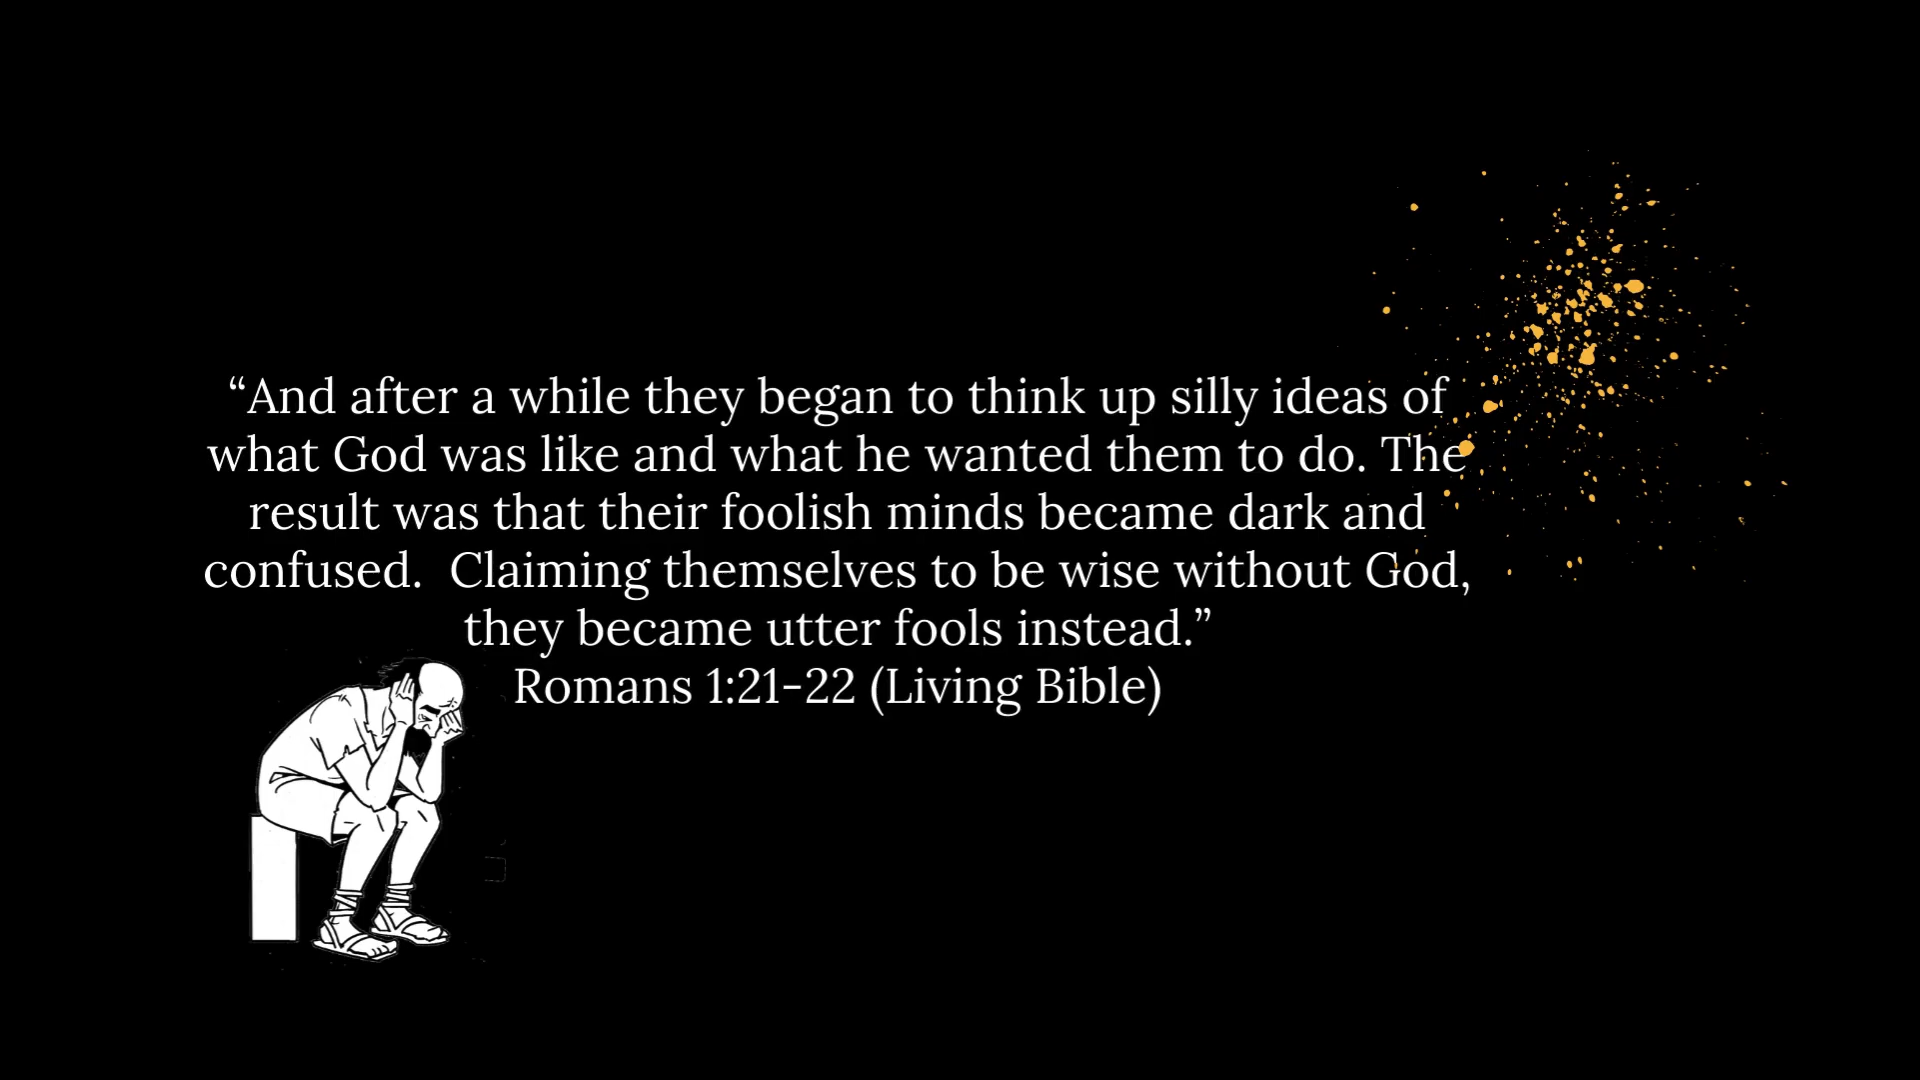 “And after a while they began to think up silly ideas of
what God was like and what he wanted them to do. The
result was that their foolish minds became dark and
confused.  Claiming themselves to be wise without God,
they became utter fools instead.”
Romans 1:21-22 (Living Bible)